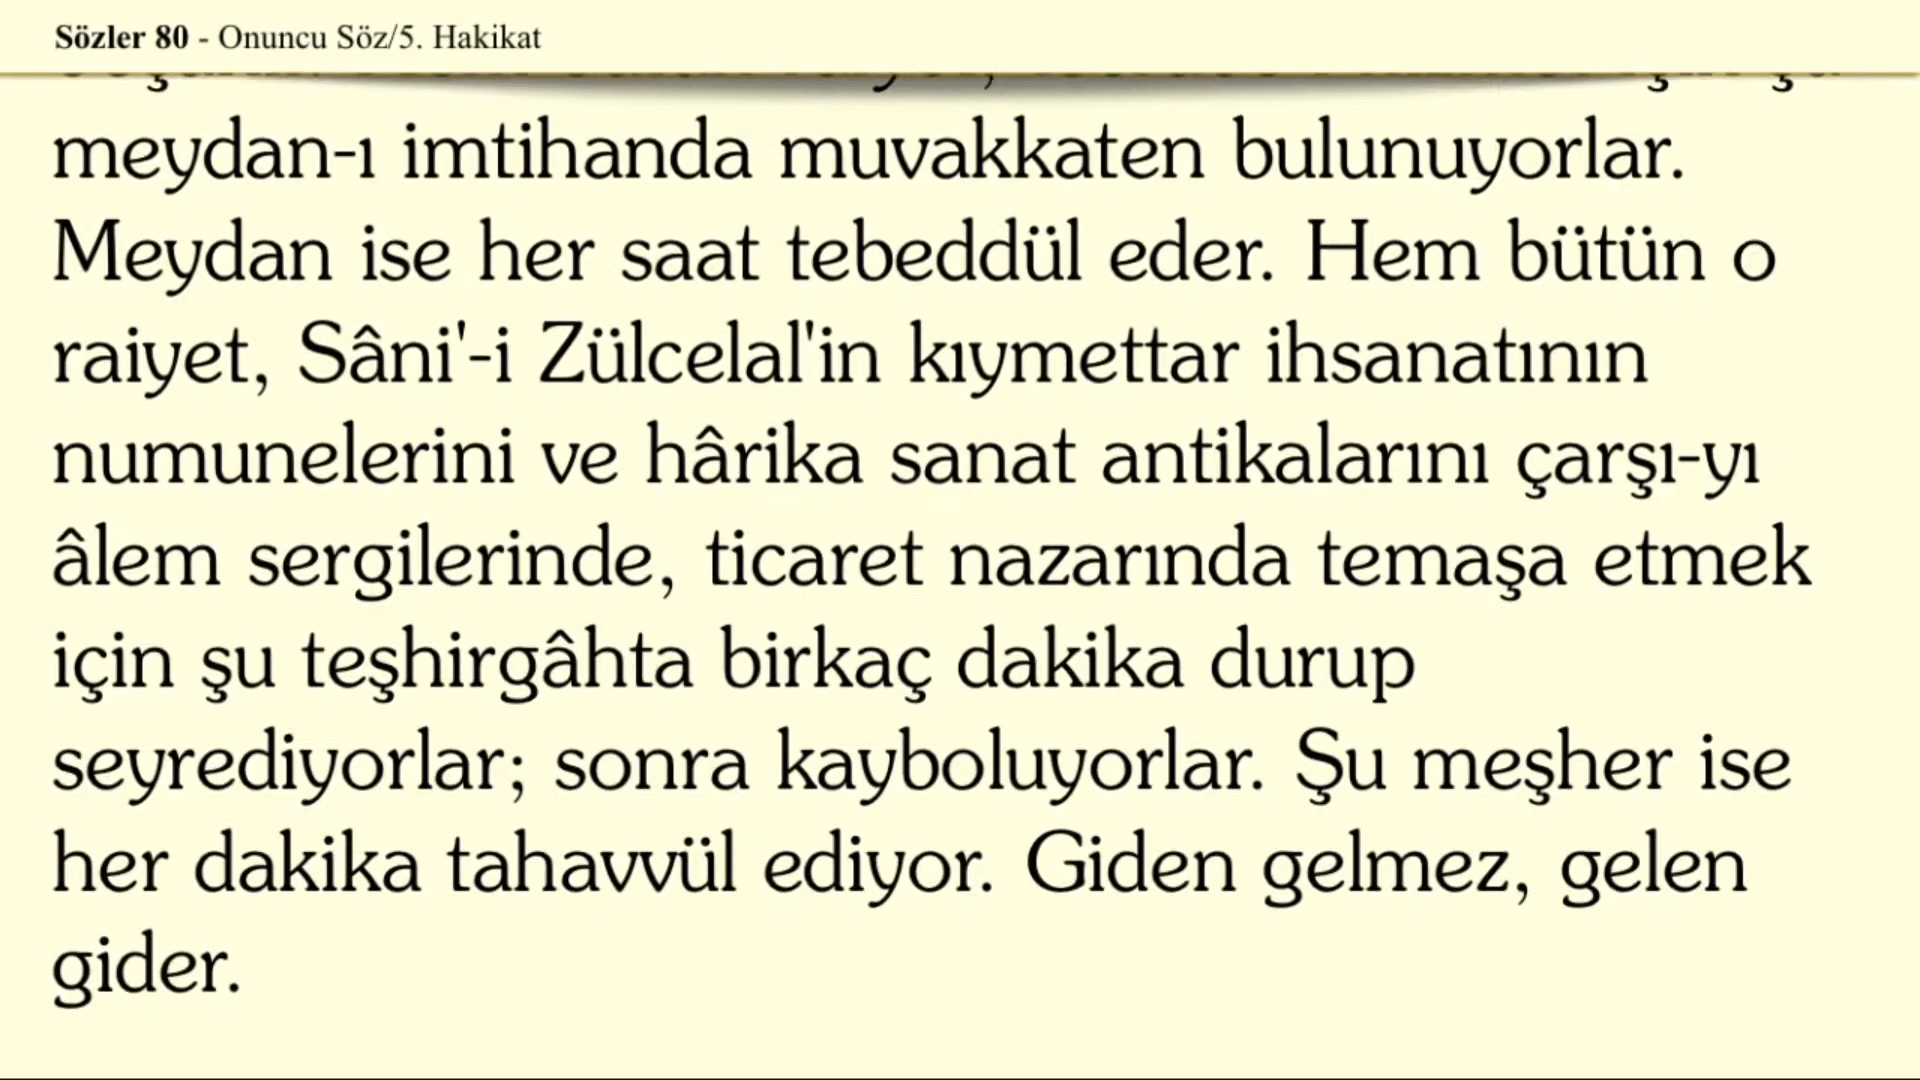 Sözler 80 - Onuncu Söz/5. Hakikat
meydan-ı imtihanda muvakkaten bulunuyorlar.
Meydan ise her saat tebeddül eder. Hem bütün o
raiyet, Sâni'-i Zülcelal'in kıymettar ihsanatının
numunelerini ve hârika sanat antikalarını çarşı-yı
âlem sergilerinde, ticaret nazarında temaşa etmek
için şu teşhirgâhta birkaç dakika durup
seyrediyorlar; sonra kayboluyorlar. Şu meşher ise
her dakika tahavvül ediyor. Giden gelmez, gelen
gider.